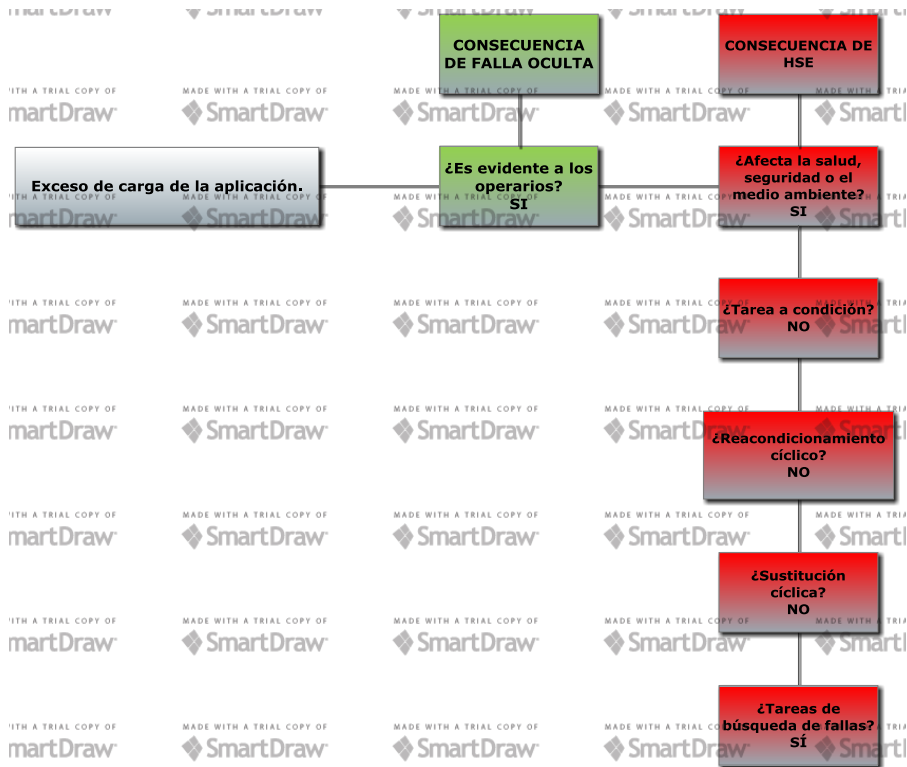 CONSECUENCIA
DE FALLA OCULTA
CONSECUENCIA DE
HSE
Exceso de carga de la aplicación.
¿Es evidente a los
operarios?
SI
¿Afecta la salud,
seguridad o el
medio ambiente?
SI
¿Tarea a condición?
NO
¿Reacondicionamiento
cíclico?
NO
¿Sustitución
cíclica?
NO
¿Tareas de
búsqueda de fallas?
SÍ
MADE WITH A TRIAL COPY OF
SmartDraw